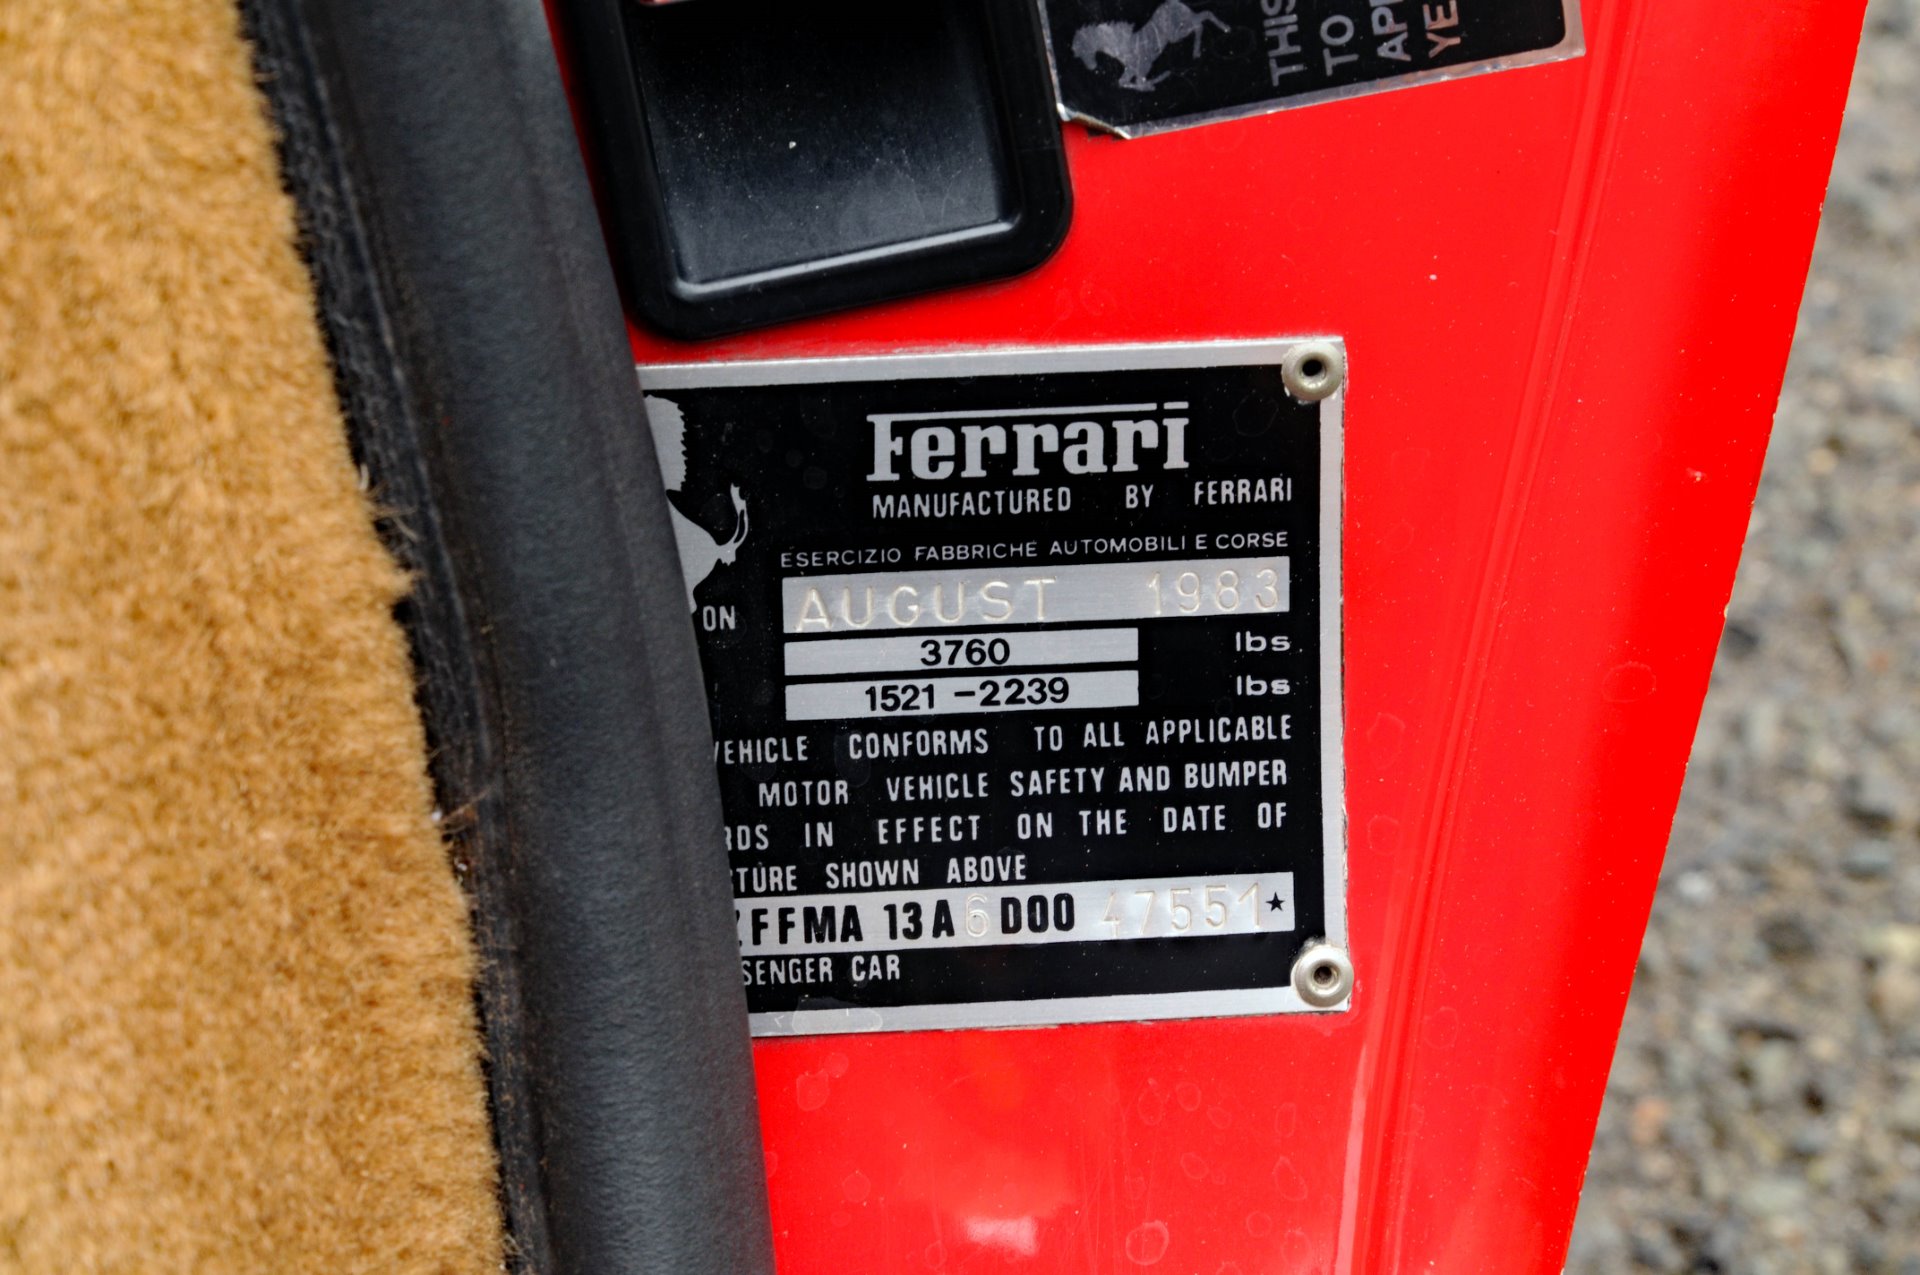 THIS
TO
APP
YE
Ferrari
MANUFACTURED BY FERRARI
ESERCIZIO FABBRICHE AUTOMOBILI E CORSE
ON AUGUST 1983
3760 lbs
1521 -2239 lbs
VEHICLE CONFORMS TO ALL APPLICABLE
MOTOR VEHICLE SAFETY AND BUMPER
RDS IN EFFECT ON THE DATE OF
TURE SHOWN ABOVE
ZFFMA 13A6D00 47551★
SENGER CAR